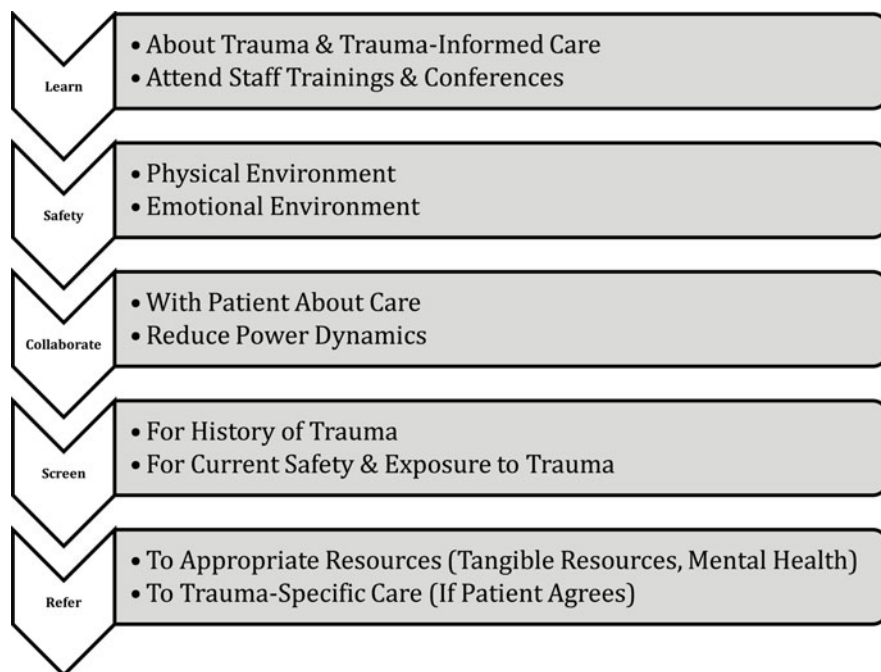 Learn
• About Trauma & Trauma-Informed Care
• Attend Staff Trainings & Conferences
Safety
• Physical Environment
• Emotional Environment
Collaborate
• With Patient About Care
• Reduce Power Dynamics
Screen
• For History of Trauma
• For Current Safety & Exposure to Trauma
Refer
• To Appropriate Resources (Tangible Resources, Mental Health)
• To Trauma-Specific Care (If Patient Agrees)